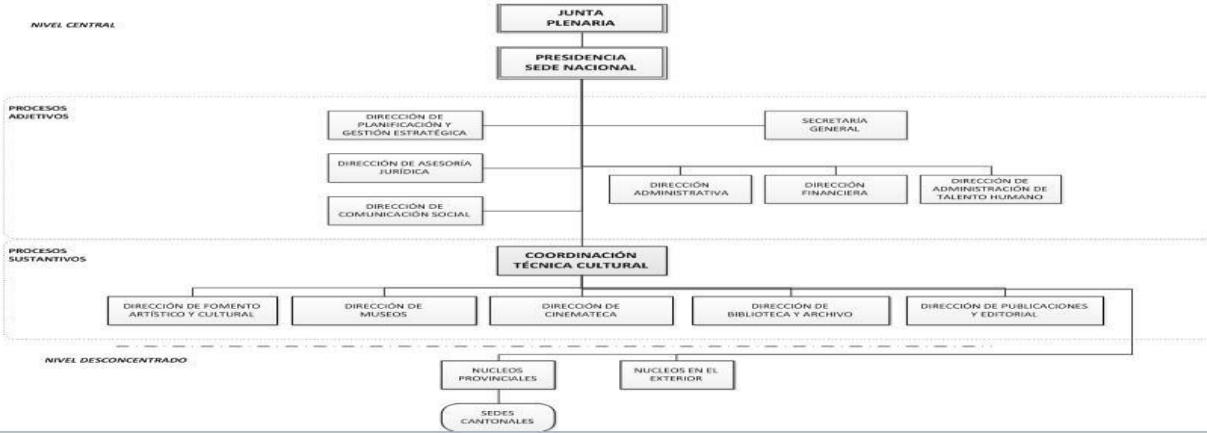 NIVEL CENTRAL
JUNTA
PLENARIA
PRESIDENCIA
SEDE NACIONAL
PROCESOS
ADJETIVOS
DIRECCIÓN DE
PLANIFICACIÓN Y
GESTIÓN ESTRATÉGICA
SECRETARÍA
GENERAL
DIRECCIÓN DE ASESORÍA
JURÍDICA
DIRECCIÓN
ADMINISTRATIVA
DIRECCIÓN
FINANCIERA
DIRECCIÓN DE
ADMINISTRACIÓN DE
TALENTO HUMANO
DIRECCIÓN DE
COMUNICACIÓN SOCIAL
PROCESOS
SUSTANTIVOS
COORDINACIÓN
TÉCNICA CULTURAL
DIRECCIÓN DE FOMENTO
ARTÍSTICO Y CULTURAL
DIRECCIÓN DE
MUSEOS
DIRECCIÓN DE
CINEMATECA
DIRECCIÓN DE
BIBLIOTECA Y ARCHIVO
DIRECCIÓN DE PUBLICACIONES
Y EDITORIAL
NIVEL DESCONCENTRADO
NUCLEOS
PROVINCIALES
NUCLEOS EN EL
EXTERIOR
SEDES
CANTONALES